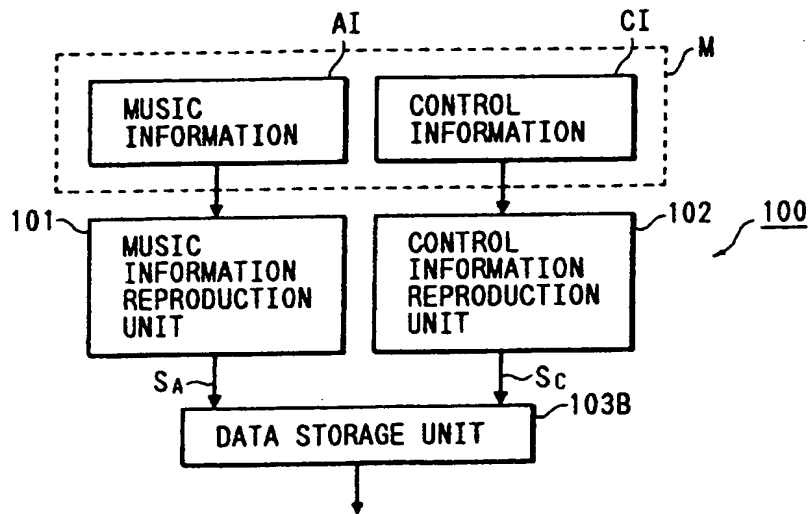 AI
CI
M
MUSIC
INFORMATION
CONTROL
INFORMATION
101
102
100
MUSIC
INFORMATION
REPRODUCTION
UNIT
CONTROL
INFORMATION
REPRODUCTION
UNIT
SA
SC
103B
DATA STORAGE UNIT